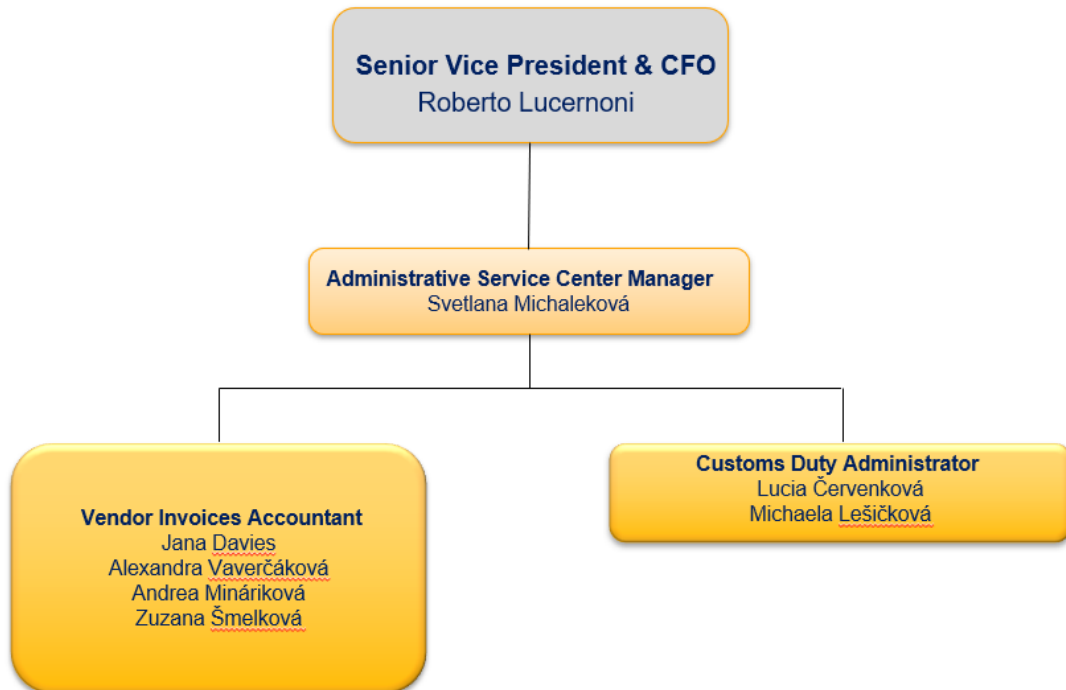 Senior Vice President & CFO
Roberto Lucernoni
Administrative Service Center Manager
Svetlana Michaleková
Vendor Invoices Accountant
Jana Davies
Alexandra Vaverčáková
Andrea Mináriková
Zuzana Šmelková
Customs Duty Administrator
Lucia Červenková
Michaela Lešičková